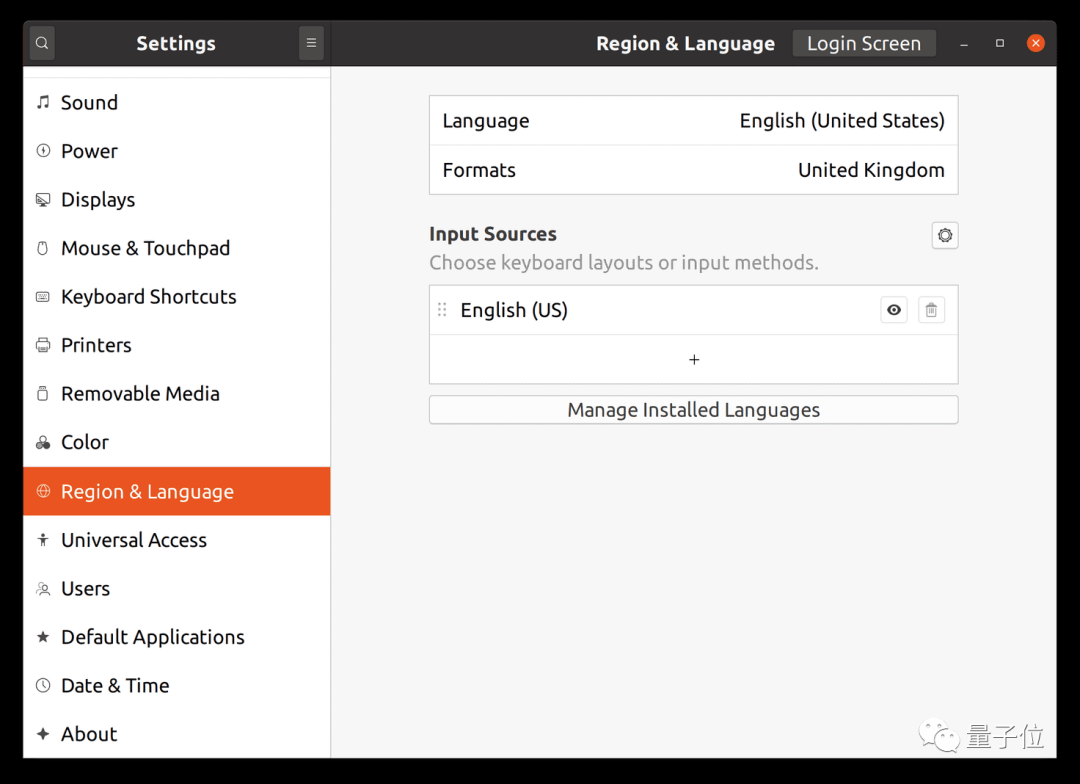 Settings
Region & Language
Login Screen
Sound
Power
Displays
Mouse & Touchpad
Keyboard Shortcuts
Printers
Removable Media
Color
Region & Language
Universal Access
Users
Default Applications
Date & Time
About
Language English (United States)
Formats United Kingdom
Input Sources
Choose keyboard layouts or input methods.
English (US)
+
Manage Installed Languages
量子位